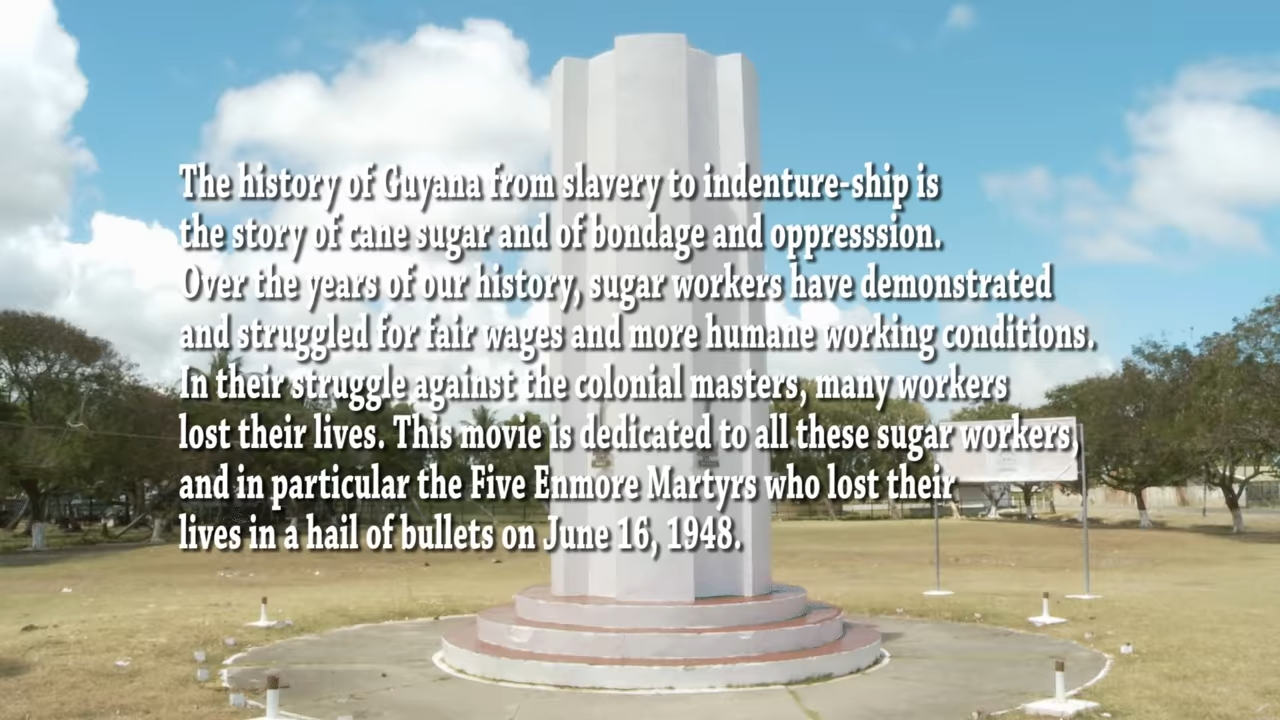 The history of Guyana from slavery to indenture-ship is
the story of cane sugar and of bondage and oppresssion.
Over the years of our history, sugar workers have demonstrated
and struggled for fair wages and more humane working conditions.
In their struggle against the colonial masters, many workers
lost their lives. This movie is dedicated to all these sugar workers,
and in particular the Five Enmore Martyrs who lost their
lives in a hail of bullets on June 16, 1948.